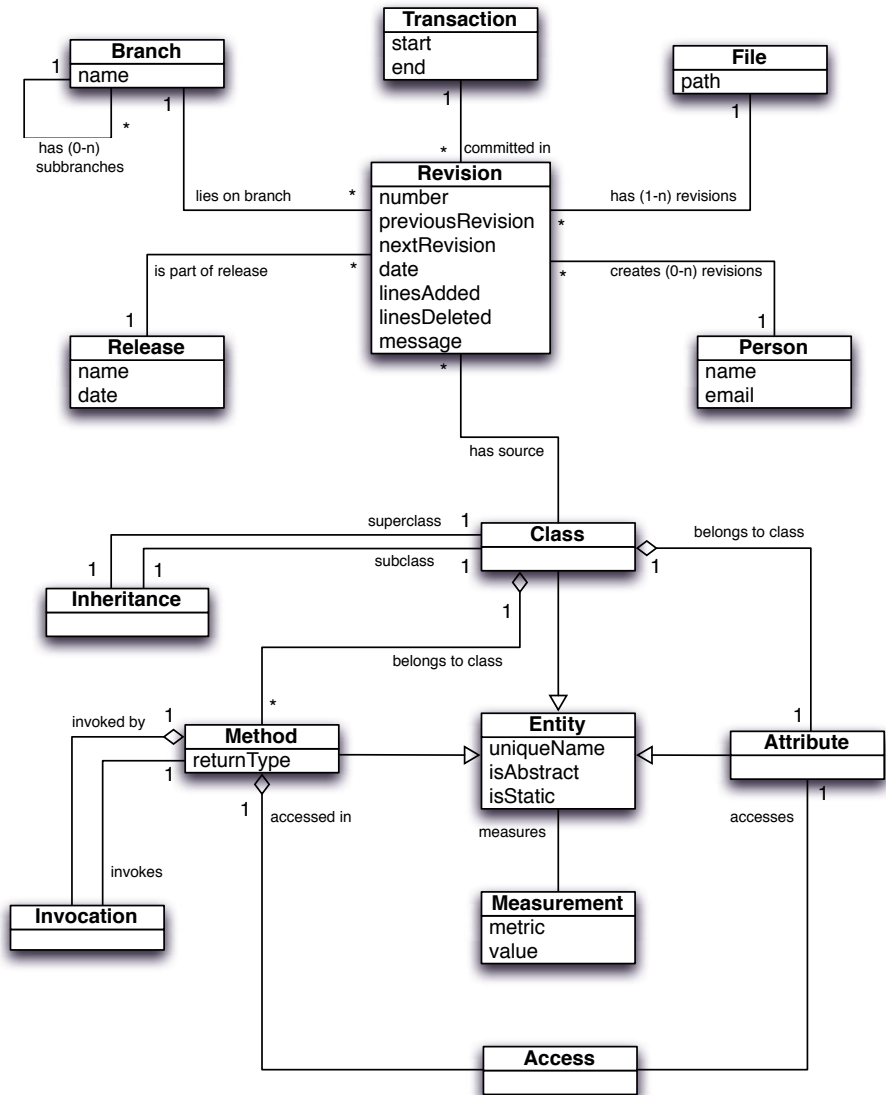 Transaction
start
end
Branch
name
File
path
1
1
*
has (0-n)
subbranches
1
1
*
committed in
1
Revision
number
previousRevision
nextRevision
date
linesAdded
linesDeleted
message
lies on branch
*
has (1-n) revisions
*
is part of release
*
*
creates (0-n) revisions
1
1
Release
name
date
Person
name
email
*
has source
superclass
1
Class
belongs to class
subclass
1
1
1
1
Inheritance
1
belongs to class
*
invoked by
1
Method
returnType
1
1
accessed in
Entity
uniqueName
isAbstract
isStatic
1
Attribute
1
accesses
measures
invokes
Invocation
Measurement
metric
value
Access